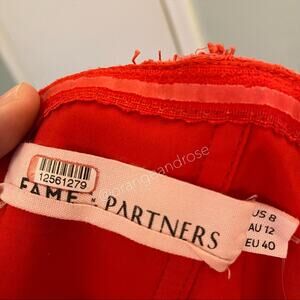 12561279
FAME & PARTNERS
US 8
AU 12
EU 40
@orangeandrose